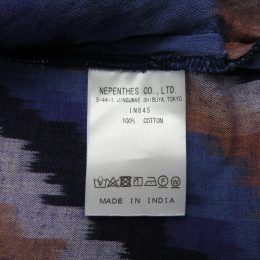 NEPENTHES CO., LTD.
5-44-1, JINGUMAE SHIBUYA, TOKYO
IN845
100% COTTON
MADE IN INDIA